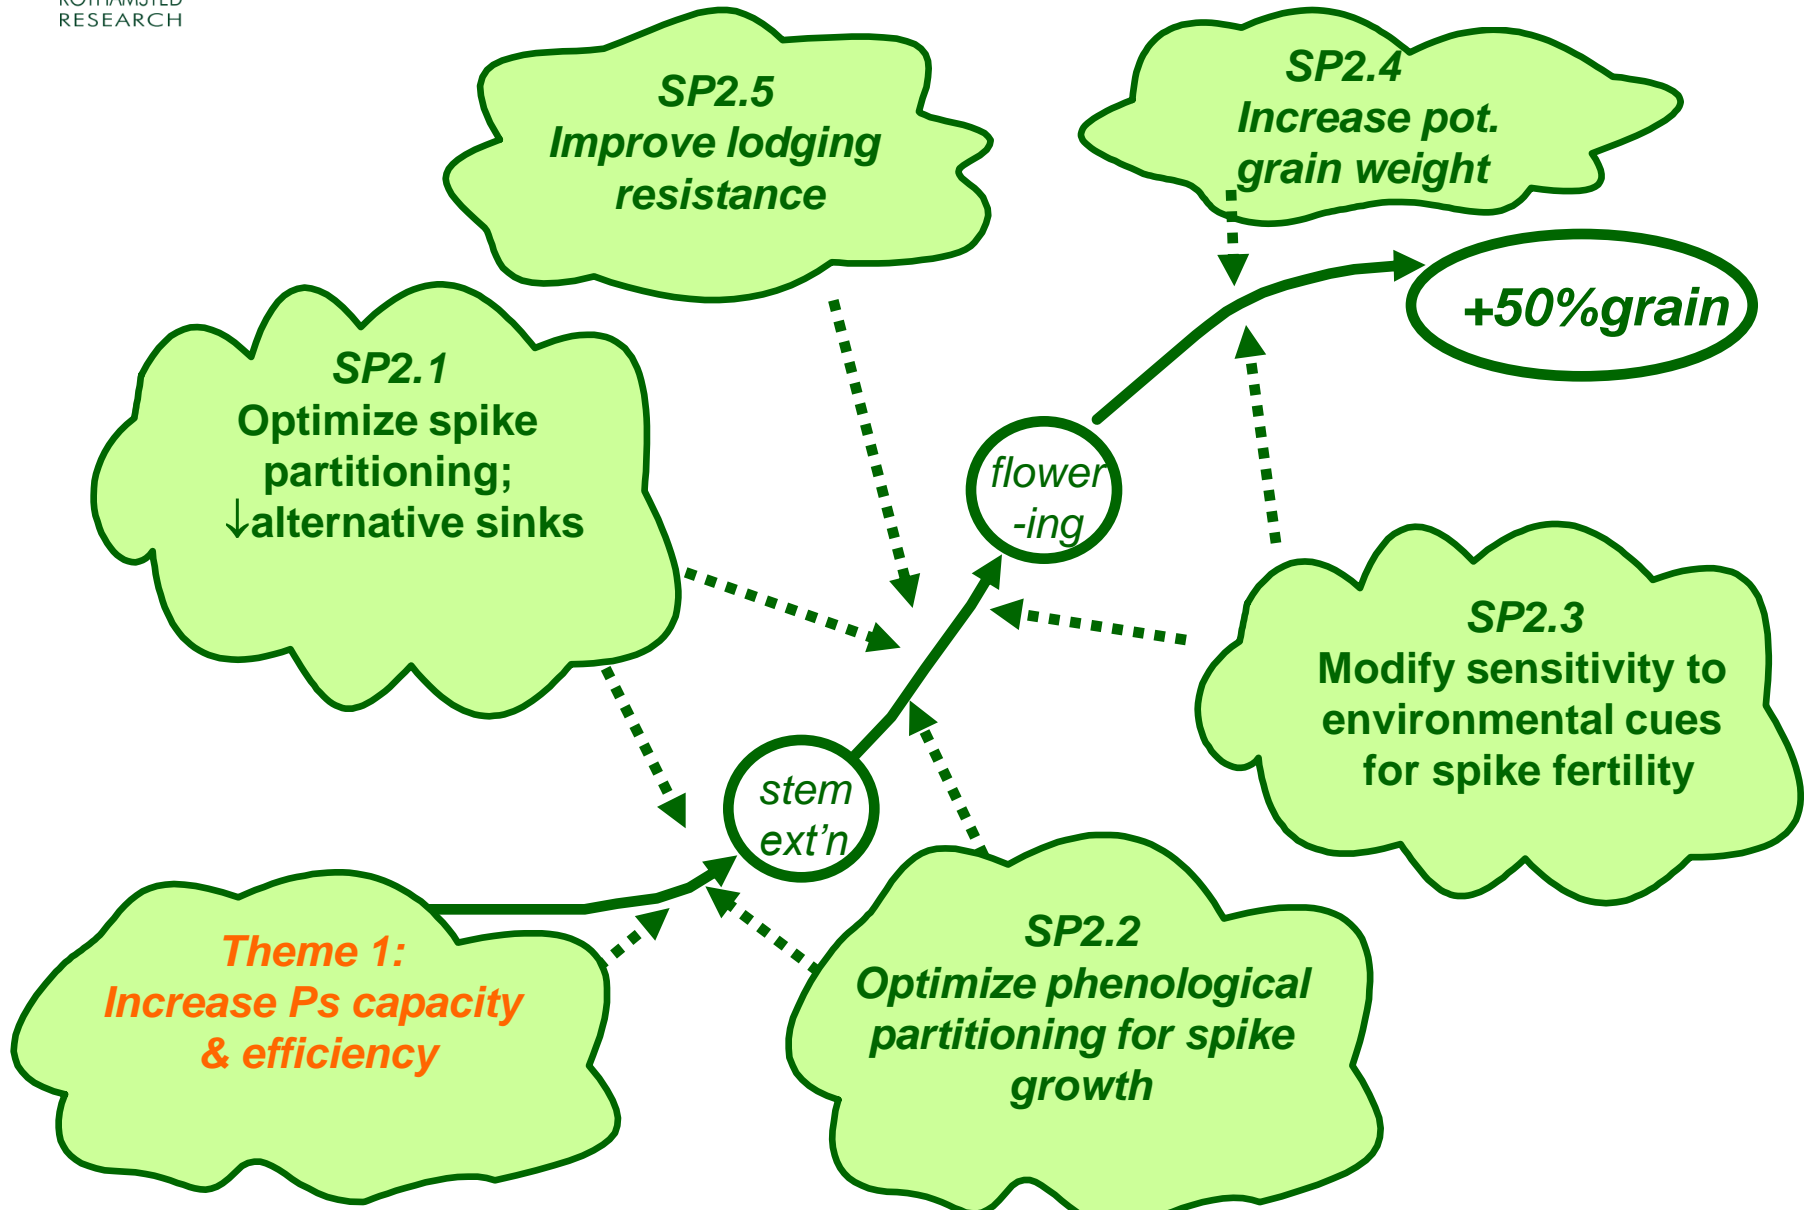 ROTHAMSTED
RESEARCH
SP2.5
Improve lodging
resistance
SP2.4
Increase pot.
grain weight
+50%grain
SP2.1
Optimize spike
partitioning;
↓alternative sinks
flower
-ing
SP2.3
Modify sensitivity to
environmental cues
for spike fertility
stem
ext’n
Theme 1:
Increase Ps capacity
& efficiency
SP2.2
Optimize phenological
partitioning for spike
growth